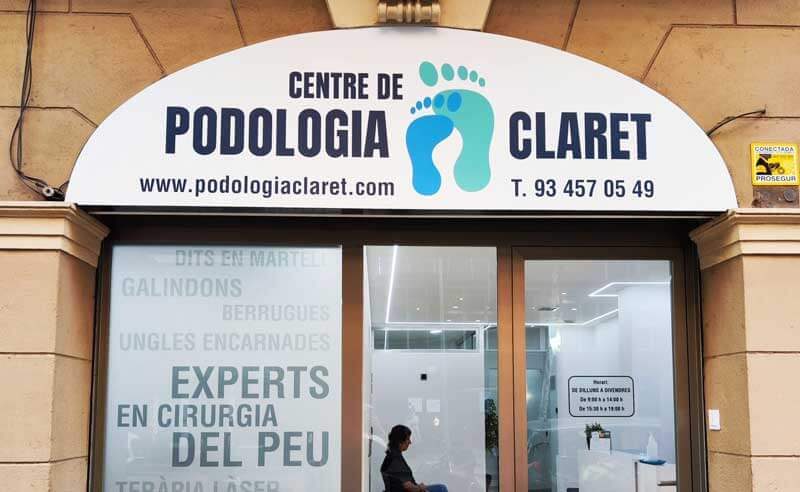 CENTRE DE
PODOLOGIA CLARET
www.podologiaclaret.com T. 93 457 05 49
CONECTADA
PROSEGUR
DITS EN MARTELL
GALINDONS
BERRUGUES
UNGLES ENCARNADES
EXPERTS
EN CIRURGIA
DEL PEU
TERÀPIA LÀSER
Horari:
DE DILLUNS A DIVENDRES
De 9:00 h a 14:00 h
De 15:30 h a 19:00 h